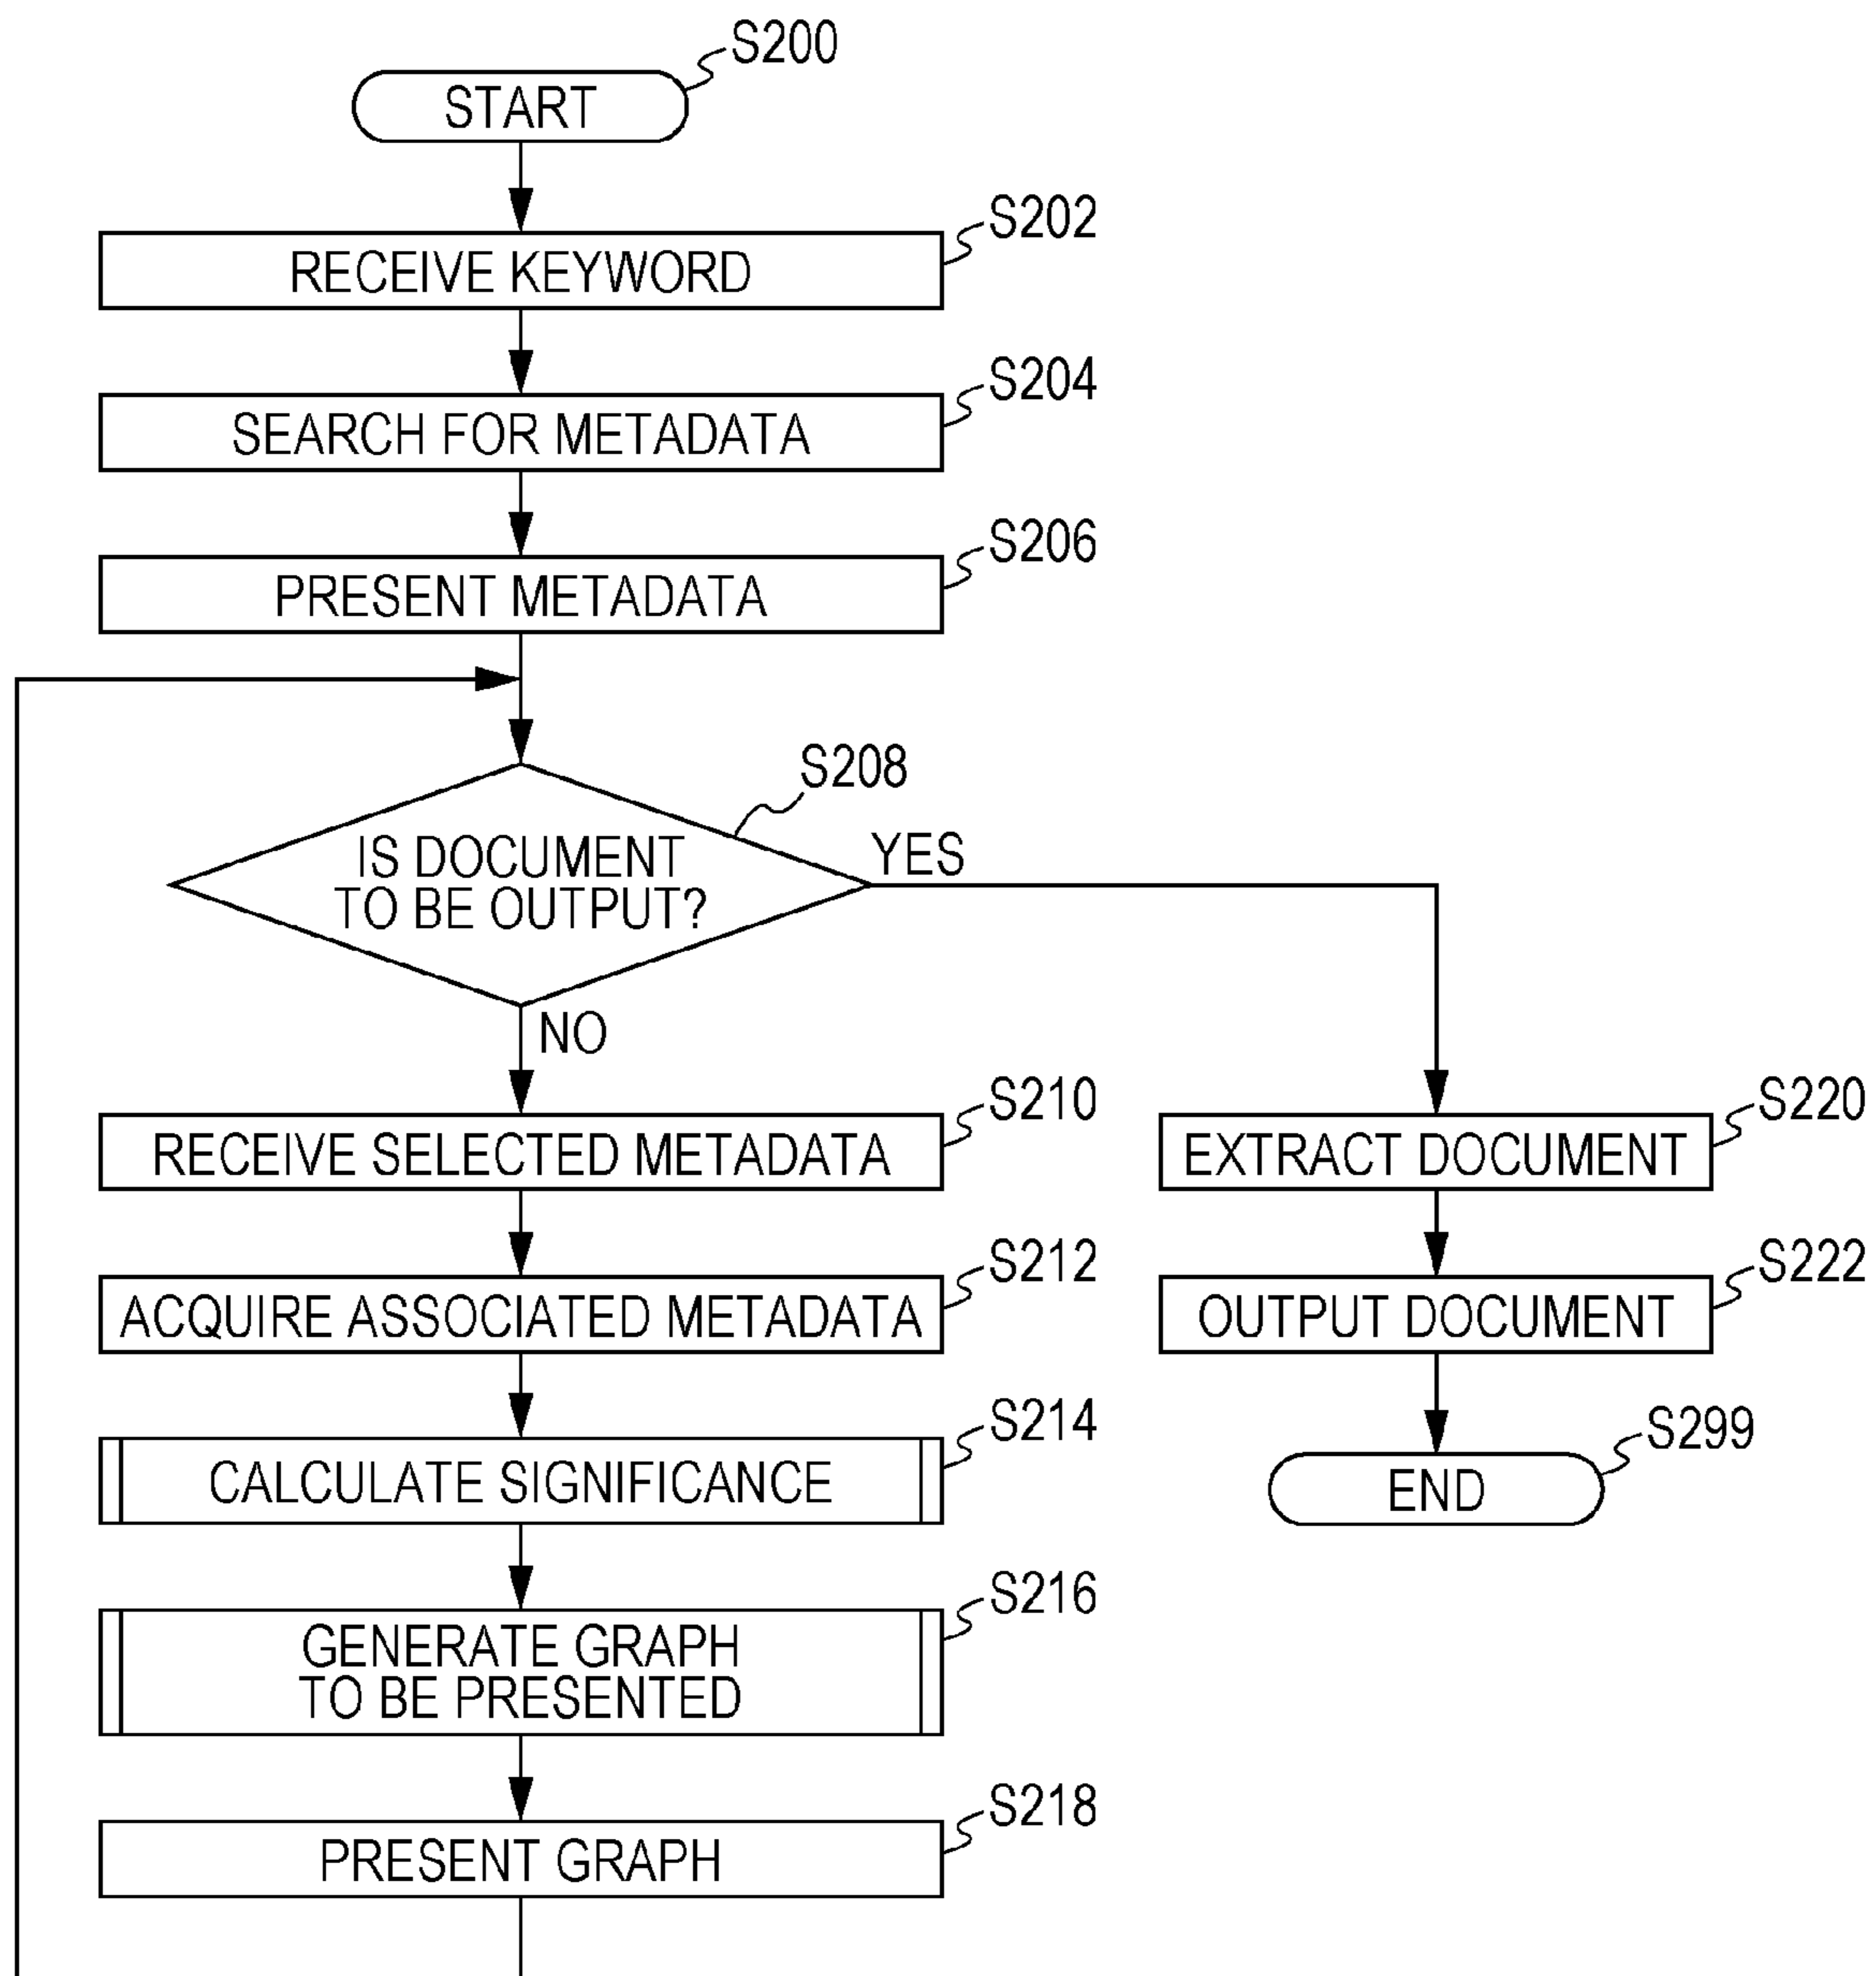 S200
START
S202
RECEIVE KEYWORD
S204
SEARCH FOR METADATA
S206
PRESENT METADATA
S208
IS DOCUMENT
TO BE OUTPUT?
YES
NO
S210
RECEIVE SELECTED METADATA
S220
EXTRACT DOCUMENT
S212
ACQUIRE ASSOCIATED METADATA
S222
OUTPUT DOCUMENT
S214
CALCULATE SIGNIFICANCE
S299
END
S216
GENERATE GRAPH
TO BE PRESENTED
S218
PRESENT GRAPH